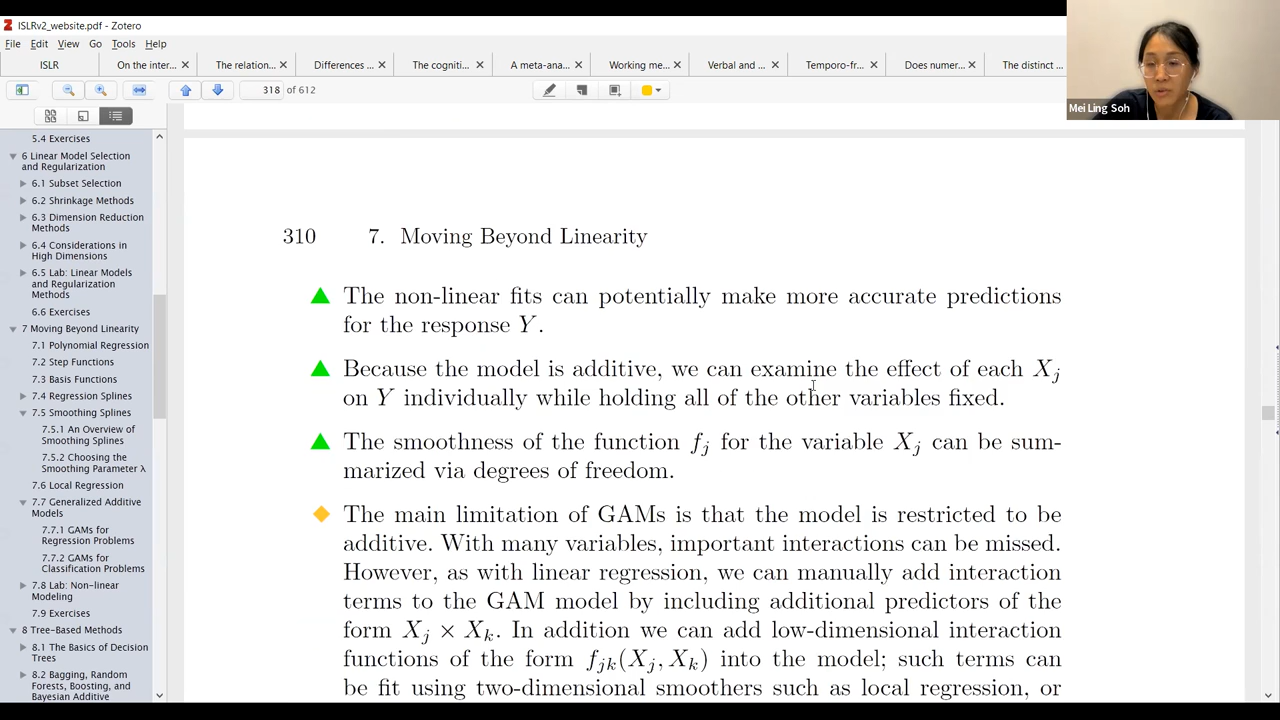 ISLRv2_website.pdf - Zotero
File Edit View Go Tools Help
ISLR
On the inter...
The relation...
Differences ...
The cogniti...
A meta-ana...
Working me...
Verbal and ...
Temporo-fr...
Does numer...
The distinct
318 of 612
Mei Ling Soh
5.4 Exercises
6 Linear Model Selection
and Regularization
6.1 Subset Selection
6.2 Shrinkage Methods
6.3 Dimension Reduction
Methods
6.4 Considerations in
High Dimensions
6.5 Lab: Linear Models
and Regularization
Methods
6.6 Exercises
7 Moving Beyond Linearity
7.1 Polynomial Regression
7.2 Step Functions
7.3 Basis Functions
7.4 Regression Splines
7.5 Smoothing Splines
7.5.1 An Overview of
Smoothing Splines
7.5.2 Choosing the
Smoothing Parameter λ
7.6 Local Regression
7.7 Generalized Additive
Models
7.7.1 GAMs for
Regression Problems
7.7.2 GAMs for
Classification Problems
7.8 Lab: Non-linear
Modeling
7.9 Exercises
8 Tree-Based Methods
8.1 The Basics of Decision
Trees
8.2 Bagging, Random
Forests, Boosting, and
Bayesian Additive
310 7. Moving Beyond Linearity
The non-linear fits can potentially make more accurate predictions
for the response Y.
Because the model is additive, we can examine the effect of each Xj
on Y individually while holding all of the other variables fixed.
The smoothness of the function fj for the variable Xj can be sum-
marized via degrees of freedom.
The main limitation of GAMs is that the model is restricted to be
additive. With many variables, important interactions can be missed.
However, as with linear regression, we can manually add interaction
terms to the GAM model by including additional predictors of the
form Xj × Xk. In addition we can add low-dimensional interaction
functions of the form fjk(Xj, Xk) into the model; such terms can
be fit using two-dimensional smoothers such as local regression, or